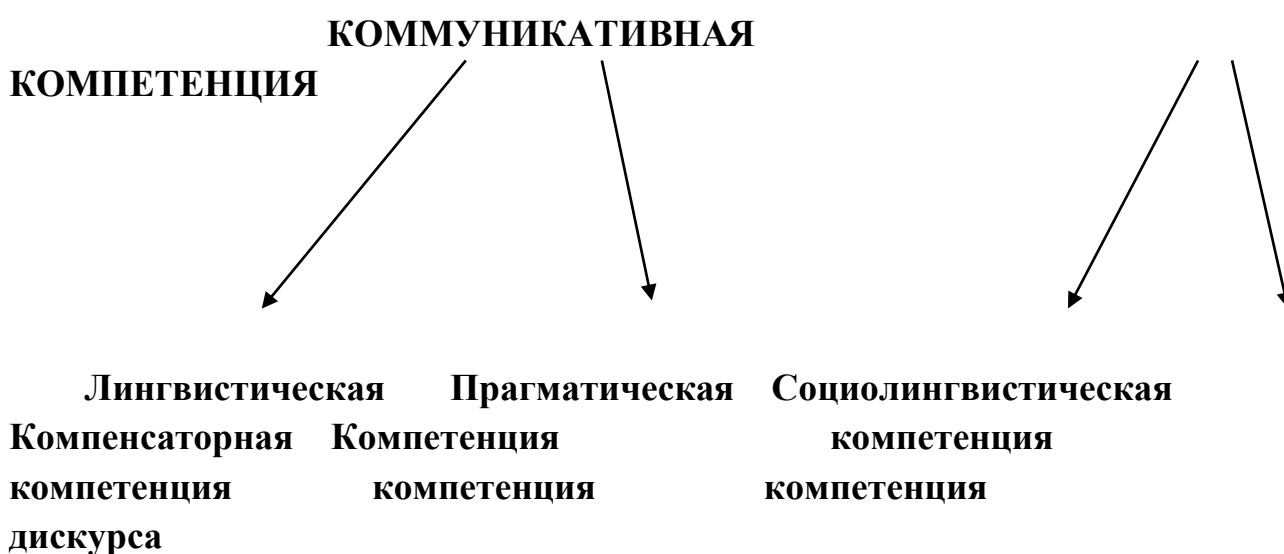 КОММУНИКАТИВНАЯ
КОМПЕТЕНЦИЯ
Лингвистическая Прагматическая Социолингвистическая
Компенсаторная Компетенция компетенция
компетенция компетенция компетенция
дискурса